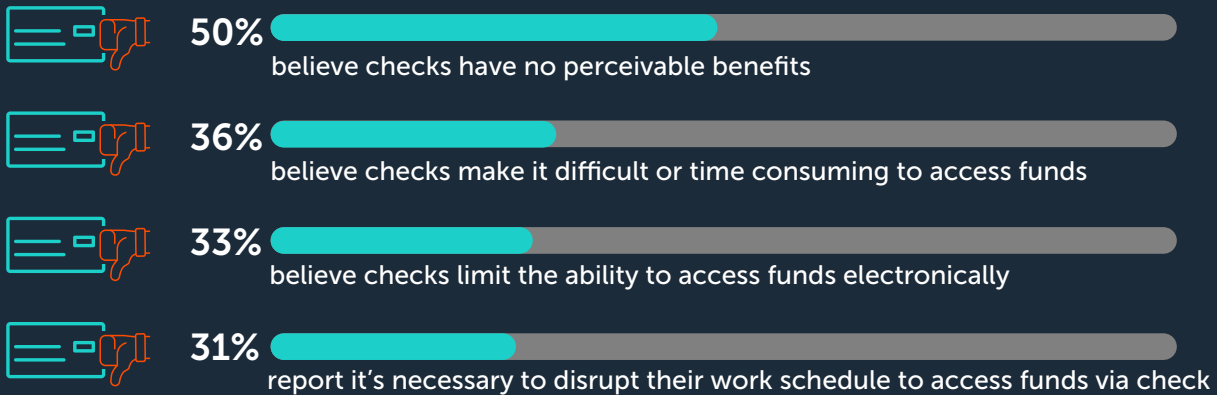 50%
believe checks have no perceivable benefits
36%
believe checks make it difficult or time consuming to access funds
33%
believe checks limit the ability to access funds electronically
31%
report it's necessary to disrupt their work schedule to access funds via check